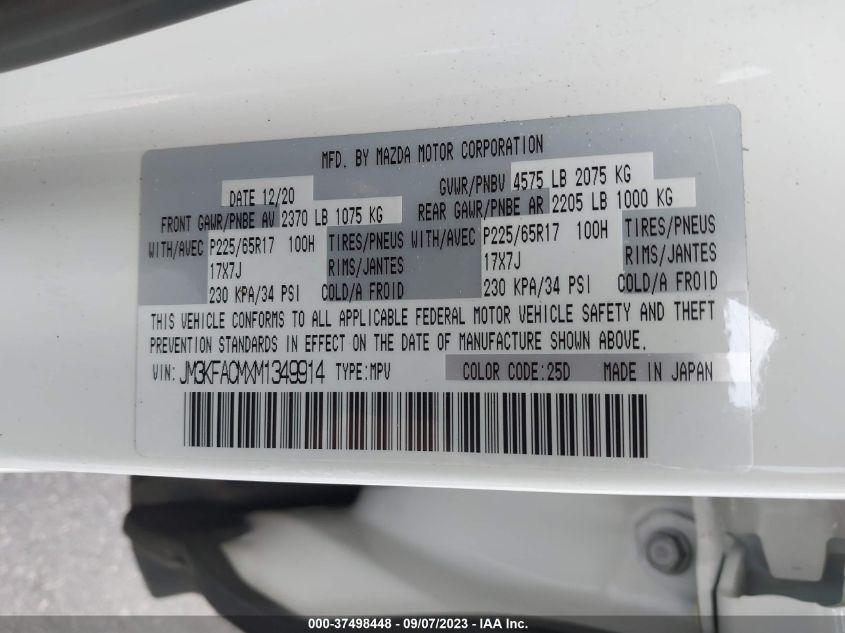 MFD. BY MAZDA MOTOR CORPORATION
DATE 12/20 GVWR/PNBV 4575 LB 2075 KG
FRONT GAWR/PNBE AV 2370 LB 1075 KG REAR GAWR/PNBE AR 2205 LB 1000 KG
WITH/AVEC P225/65R17 100H TIRES/PNEUS WITH/AVEC P225/65R17 100H TIRES/PNEUS
17X7J RIMS/JANTES 17X7J RIMS/JANTES
230 KPA/34 PSI COLD/A FROID 230 KPA/34 PSI COLD/A FROID
THIS VEHICLE CONFORMS TO ALL APPLICABLE FEDERAL MOTOR VEHICLE SAFETY AND THEFT
PREVENTION STANDARDS IN EFFECT ON THE DATE OF MANUFACTURE SHOWN ABOVE.
VIN: JM3KFACMXM1349914 TYPE:MPV COLOR CODE:25D MADE IN JAPAN
000-37498448 - 09/07/2023 - IAA Inc.